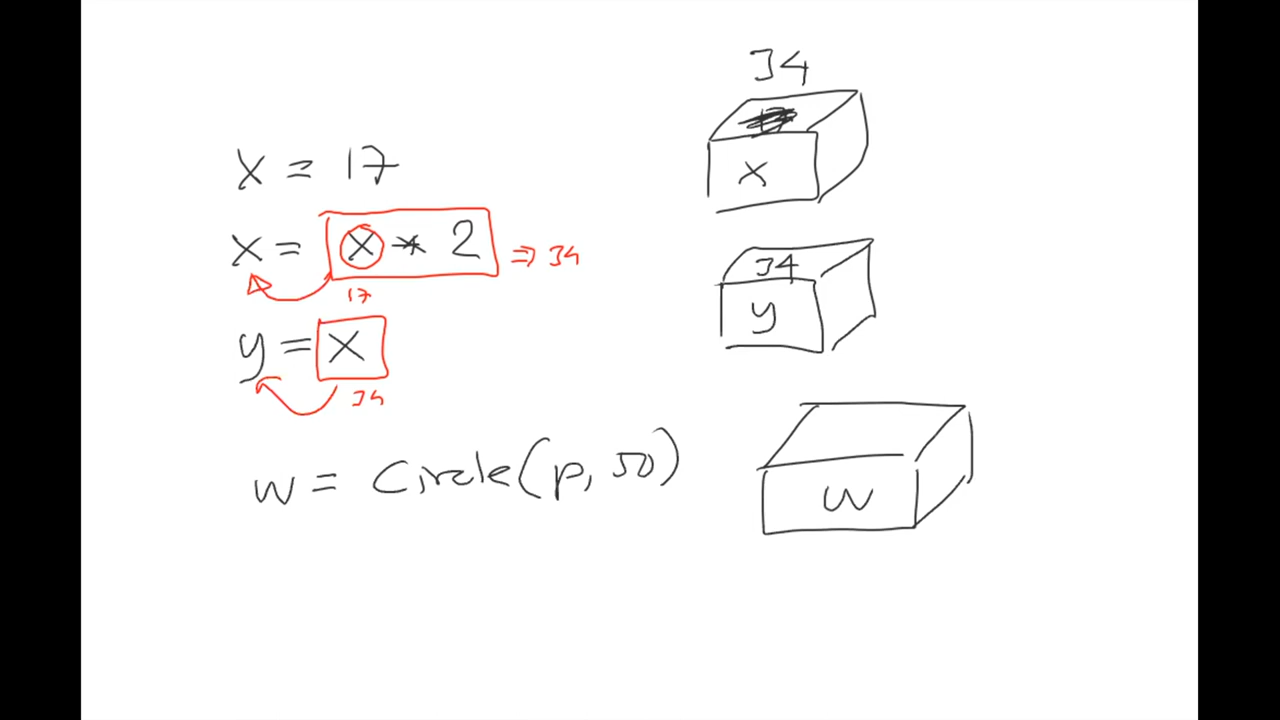 x = 17
x = x * 2 ⇒ 34
17
y = x
34
w = Circle(p, 50)
34
x
34
y
w